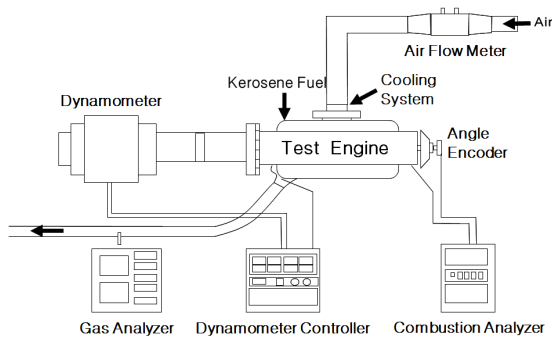 Air
Air Flow Meter
Kerosene Fuel
Cooling
System
Dynamometer
Test Engine
Angle
Encoder
Gas Analyzer
Dynamometer Controller
Combustion Analyzer